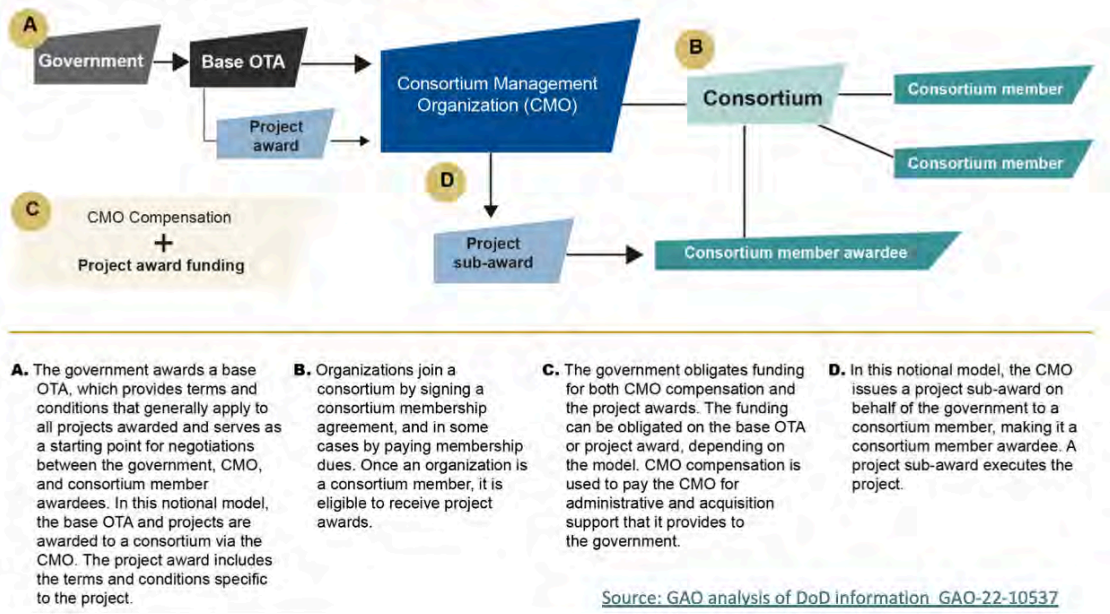 A
Government
Base OTA
Project
award
Consortium Management
Organization (CMO)
B
Consortium
Consortium member
Consortium member
C
CMO Compensation
+
Project award funding
D
Project
sub-award
Consortium member awardee
A. The government awards a base
OTA, which provides terms and
conditions that generally apply to
all projects awarded and serves as
a starting point for negotiations
between the government, CMO,
and consortium member
awardees. In this notional model,
the base OTA and projects are
awarded to a consortium via the
CMO. The project award includes
the terms and conditions specific
to the project.
B. Organizations join a
consortium by signing a
consortium membership
agreement, and in some
cases by paying membership
dues. Once an organization is
a consortium member, it is
eligible to receive project
awards.
C. The government obligates funding
for both CMO compensation and
the project awards. The funding
can be obligated on the base OTA
or project award, depending on
the model. CMO compensation is
used to pay the CMO for
administrative and acquisition
support that it provides to
the government.
D. In this notional model, the CMO
issues a project sub-award on
behalf of the government to a
consortium member, making it a
consortium member awardee. A
project sub-award executes the
project.
Source: GAO analysis of DoD information GAO-22-10537